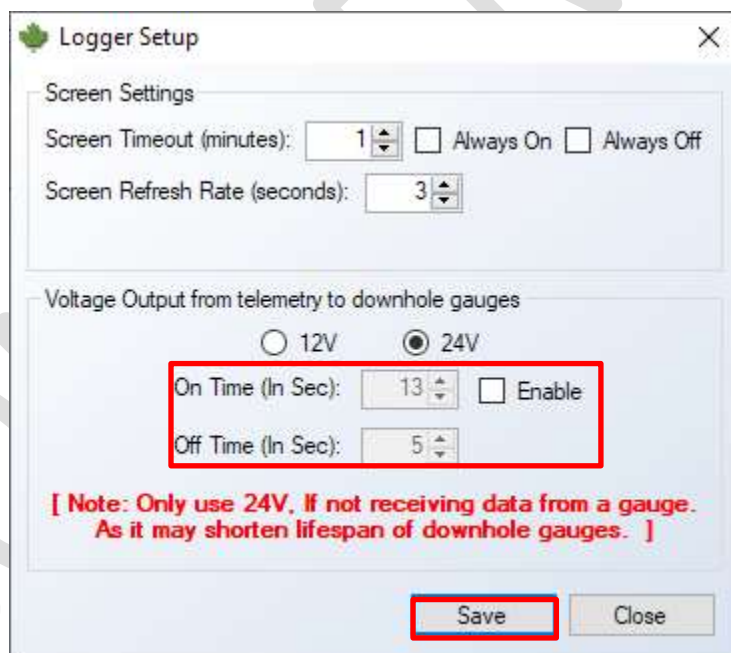 Logger Setup
Screen Settings
Screen Timeout (minutes): 1 Always On Always Off
Screen Refresh Rate (seconds): 3
Voltage Output from telemetry to downhole gauges
12V 24V
On Time (In Sec): 13 Enable
Off Time (In Sec): 5
[ Note: Only use 24V, If not receiving data from a gauge.
As it may shorten lifespan of downhole gauges. ]
Save Close